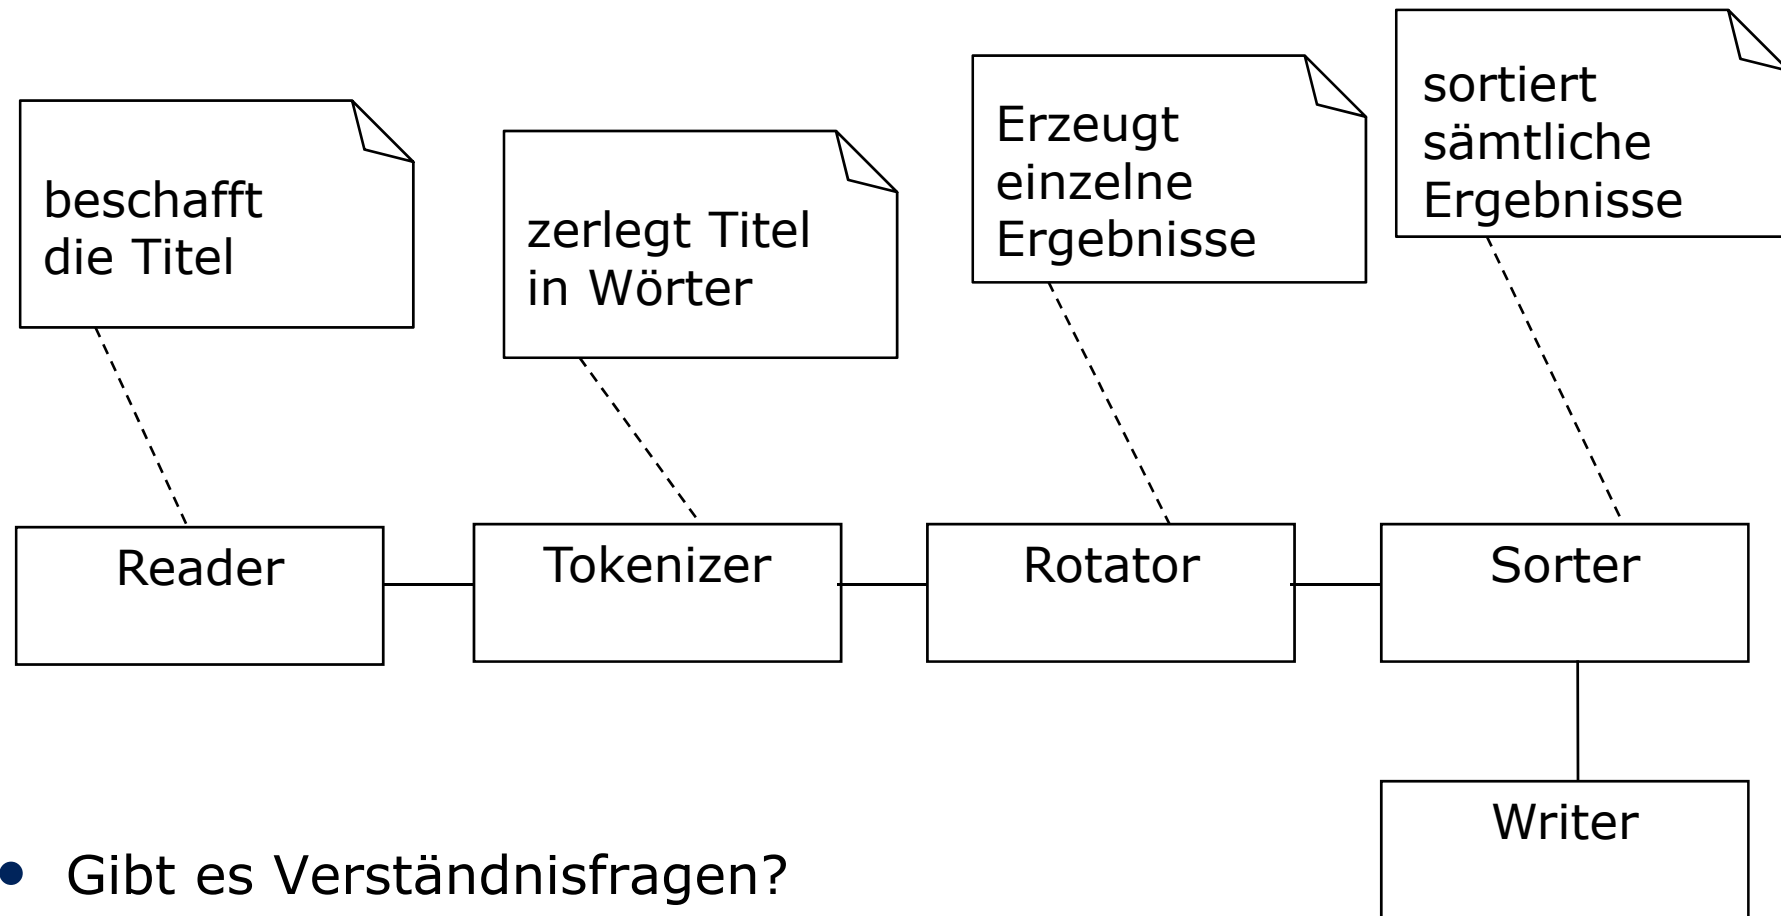 beschafft
die Titel
zerlegt Titel
in Wörter
Erzeugt
einzelne
Ergebnisse
sortiert
sämtliche
Ergebnisse
Reader
Tokenizer
Rotator
Sorter
Writer
• Gibt es Verständnisfragen?